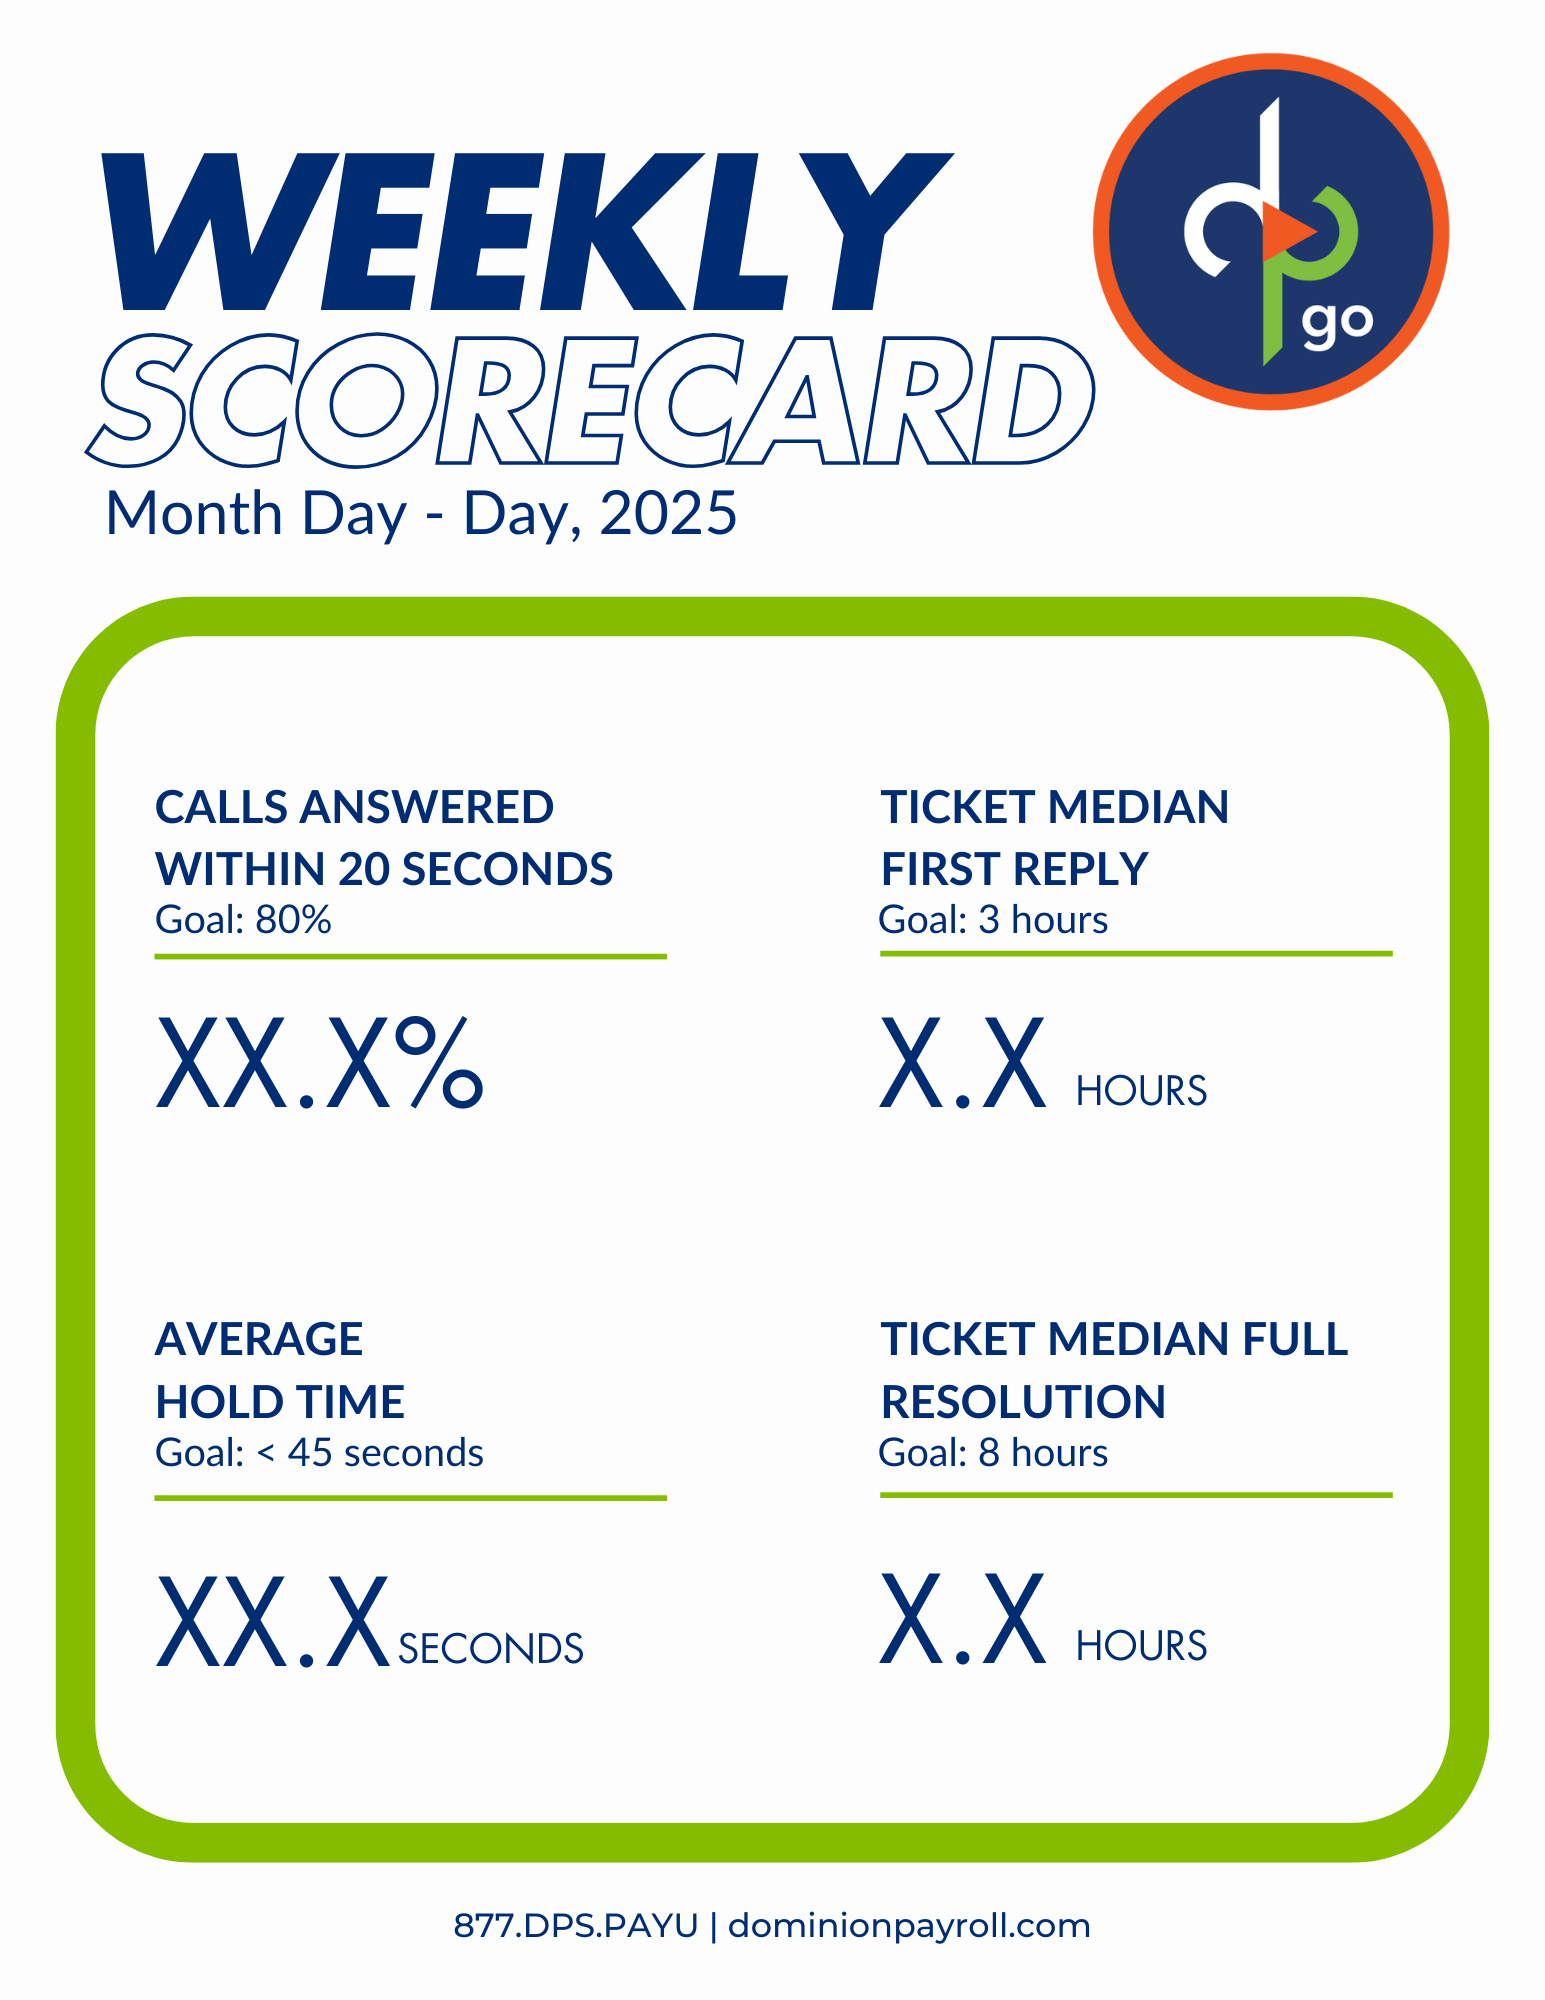 WEEKLY
SCORECARD
Month Day - Day, 2025
dp
go
CALLS ANSWERED
WITHIN 20 SECONDS
Goal: 80%
XX.X%
TICKET MEDIAN
FIRST REPLY
Goal: 3 hours
X.X HOURS
AVERAGE
HOLD TIME
Goal: < 45 seconds
XX.X SECONDS
TICKET MEDIAN FULL
RESOLUTION
Goal: 8 hours
X.X HOURS
877.DPS.PAYU | dominionpayroll.com